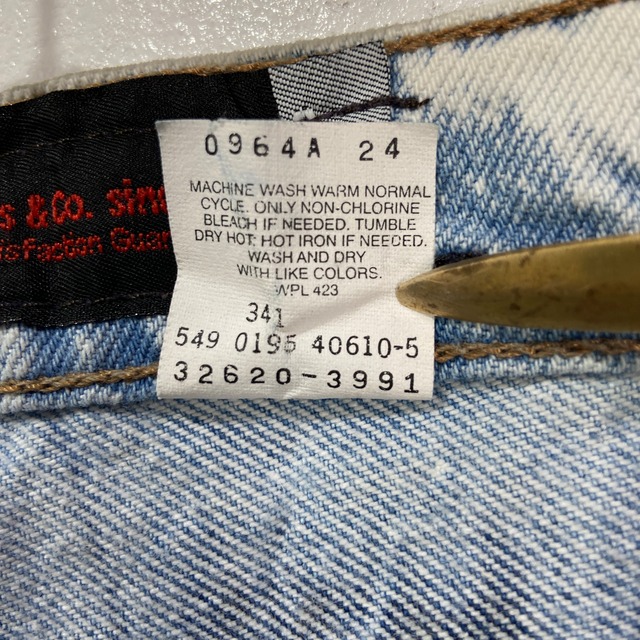 & Co. sinc
Guar
0964A 24
MACHINE WASH WARM NORMAL
CYCLE. ONLY NON-CHLORINE
BLEACH IF NEEDED. TUMBLE
DRY HOT. HOT IRON IF NEEDED.
WASH AND DRY
WITH LIKE COLORS.
WPL 423
341
549 0195 40610-5
32620-3991